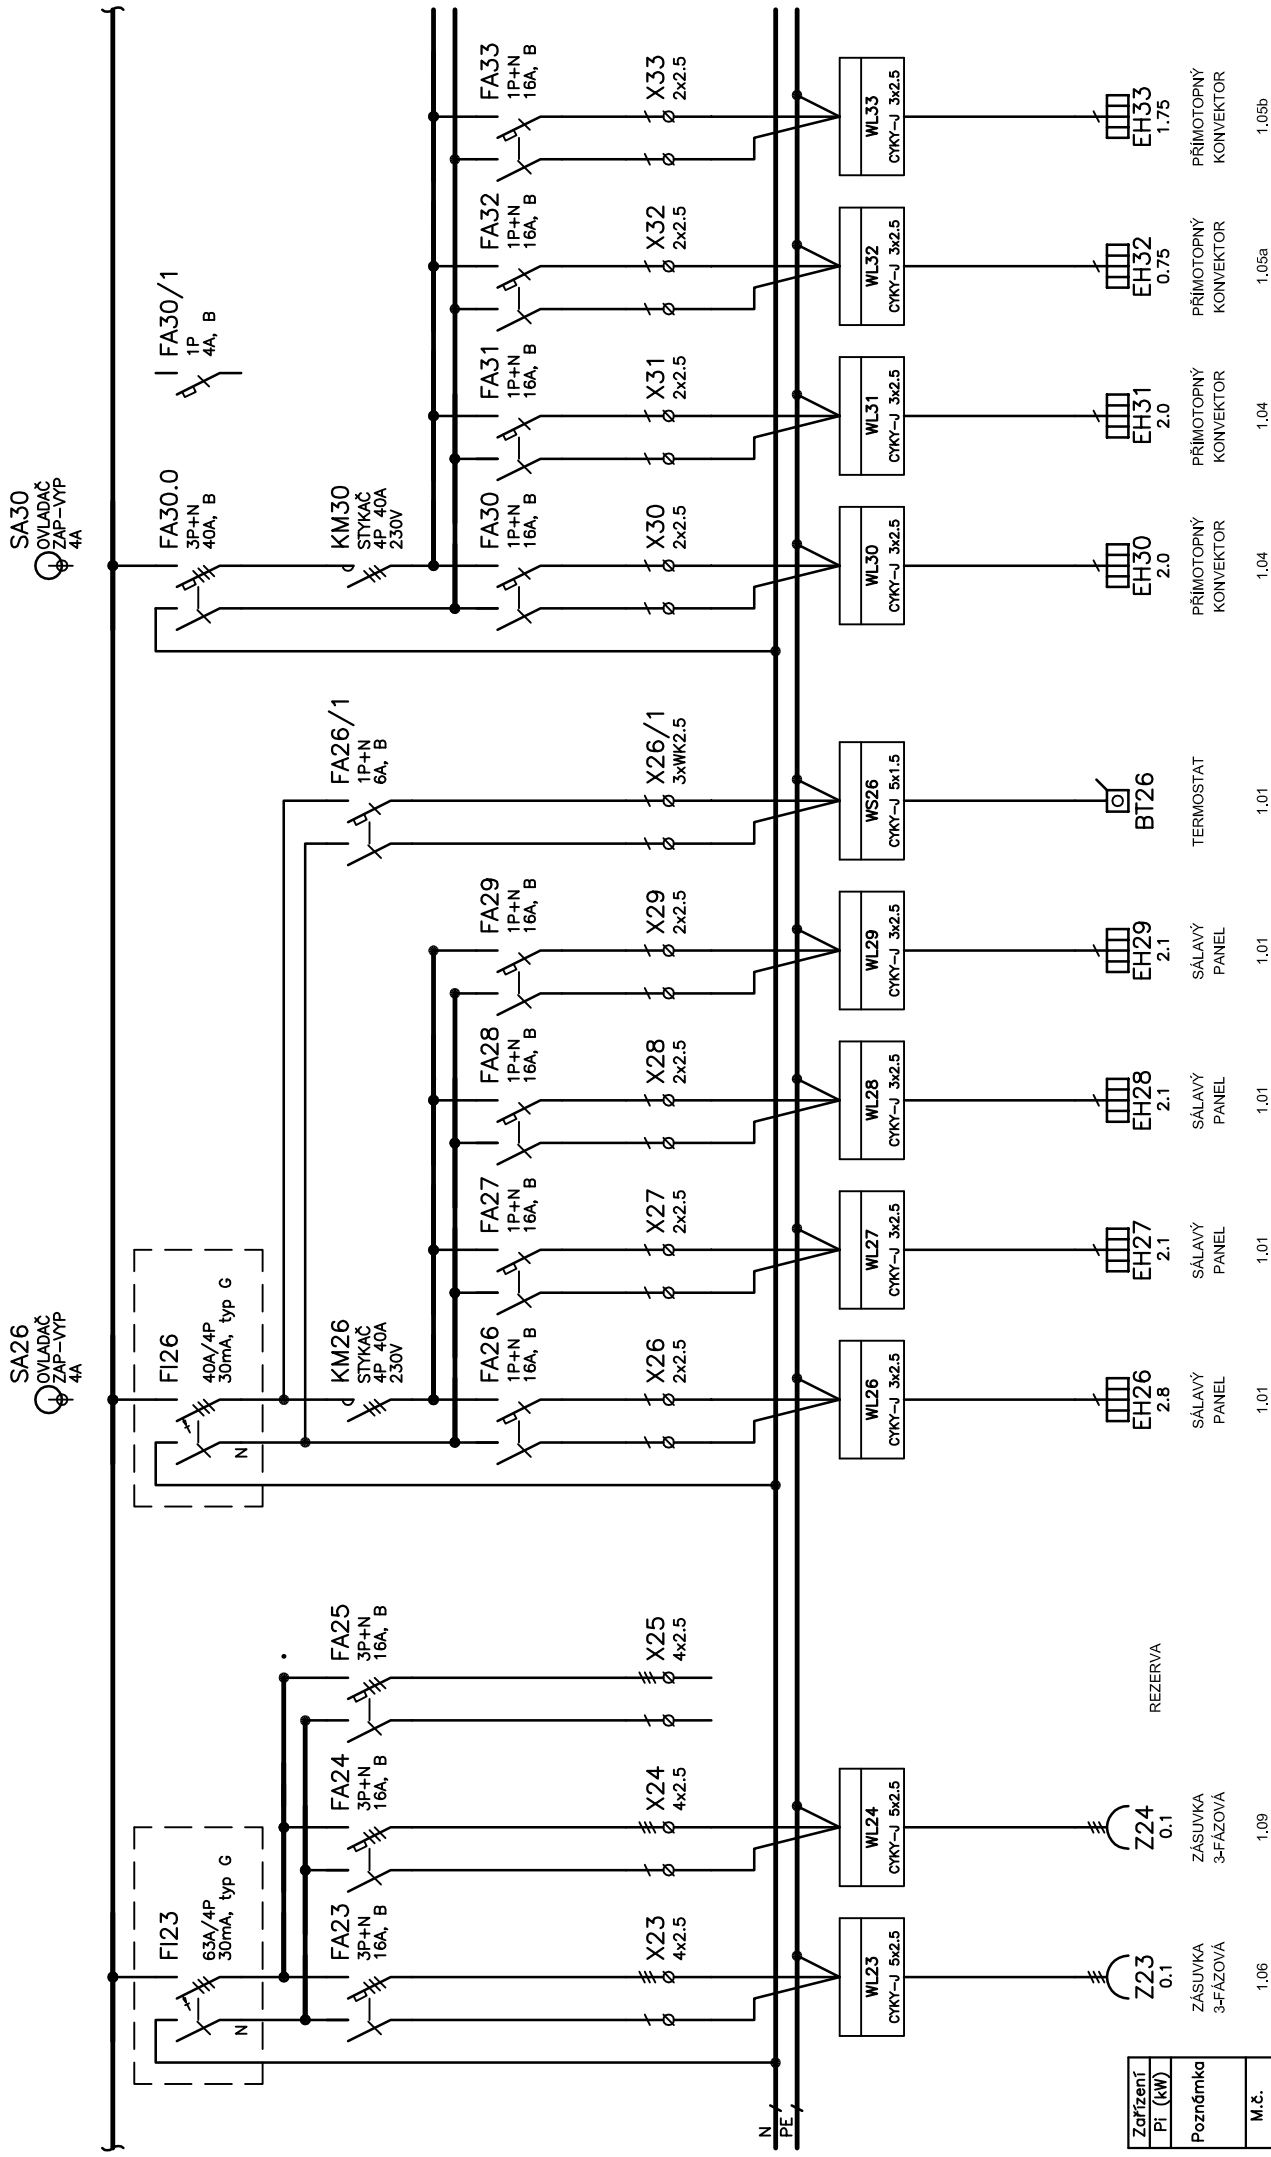 SA26
OVLADAČ
ZAP-VYP
4A
SA30
OVLADAČ
ZAP-VYP
4A
FI23
63A/4P
30mA, typ G
N
FI26
40A/4P
30mA, typ G
N
FA30.0
3P+N
40A, B
FA30/1
1P
4A, B
FA23
3P+N
16A, B
FA24
3P+N
16A, B
FA25
3P+N
16A, B
KM26
STYKAČ
4P 40A
230V
FA26/1
1P+N
6A, B
KM30
STYKAČ
4P 40A
230V
FA26
1P+N
16A, B
FA27
1P+N
16A, B
FA28
1P+N
16A, B
FA29
1P+N
16A, B
FA30
1P+N
16A, B
FA31
1P+N
16A, B
FA32
1P+N
16A, B
FA33
1P+N
16A, B
X23
4x2.5
X24
4x2.5
X25
4x2.5
X26
2x2.5
X27
2x2.5
X28
2x2.5
X29
2x2.5
X26/1
3xWK2.5
X30
2x2.5
X31
2x2.5
X32
2x2.5
X33
2x2.5
N
PE
WL23
CYKY-J 5x2.5
WL24
CYKY-J 5x2.5
WL26
CYKY-J 3x2.5
WL27
CYKY-J 3x2.5
WL28
CYKY-J 3x2.5
WL29
CYKY-J 3x2.5
WS26
CYKY-J 5x1.5
WL30
CYKY-J 3x2.5
WL31
CYKY-J 3x2.5
WL32
CYKY-J 3x2.5
WL33
CYKY-J 3x2.5
Zařízení
Pi (kW)
Poznámka
M.č.
Z23
0.1
ZÁSUVKA
3-FÁZOVÁ
1.06
Z24
0.1
ZÁSUVKA
3-FÁZOVÁ
1.09
REZERVA
EH26
2.8
SÁLAVÝ
PANEL
1.01
EH27
2.1
SÁLAVÝ
PANEL
1.01
EH28
2.1
SÁLAVÝ
PANEL
1.01
EH29
2.1
SÁLAVÝ
PANEL
1.01
BT26
TERMOSTAT
1.01
EH30
2.0
PŘÍMOTOPNÝ
KONVEKTOR
1.04
EH31
2.0
PŘÍMOTOPNÝ
KONVEKTOR
1.04
EH32
0.75
PŘÍMOTOPNÝ
KONVEKTOR
1.05a
EH33
1.75
PŘÍMOTOPNÝ
KONVEKTOR
1.05b